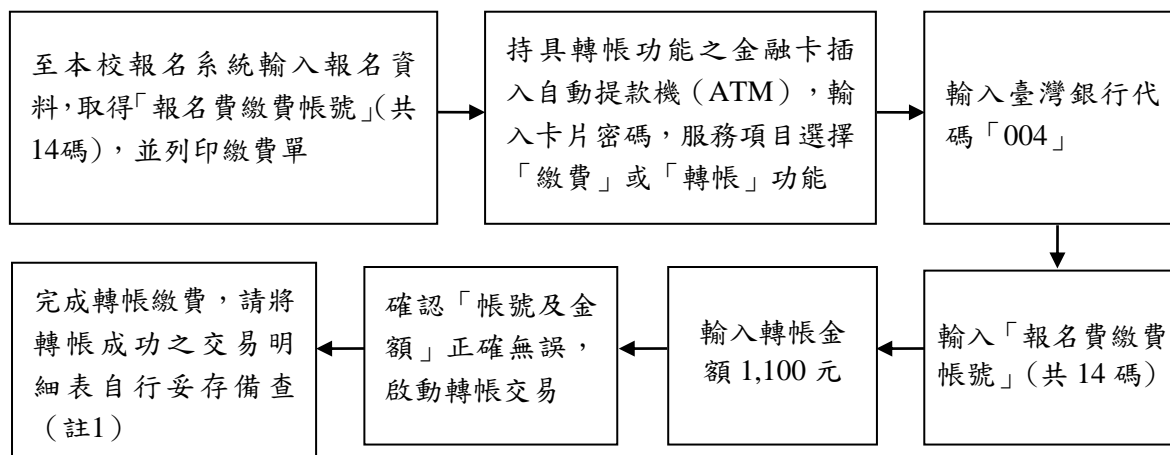 至本校報名系統輸入報名資
料,取得「報名費繳費帳號」(共
14碼),並列印繳費單
持具轉帳功能之金融卡插
入自動提款機(ATM),輸
入卡片密碼,服務項目選擇
「繳費」或「轉帳」功能
輸入臺灣銀行代
碼「004」
輸入「報名費繳費
帳號」(共 14 碼)
輸入轉帳金
額 1,100 元
確認「帳號及金
額」正確無誤,
啟動轉帳交易
完成轉帳繳費,請將
轉帳成功之交易明
細表自行妥存備查
(註1)